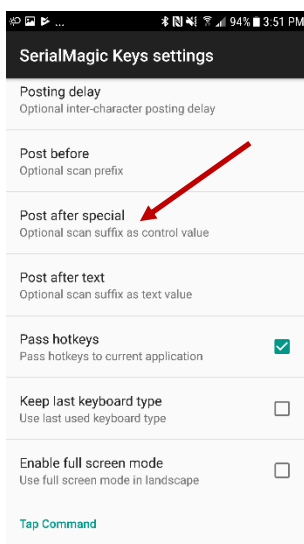 ... 94% 3:51 PM
SerialMagic Keys settings
Posting delay
Optional inter-character posting delay
Post before
Optional scan prefix
Post after special
Optional scan suffix as control value
Post after text
Optional scan suffix as text value
Pass hotkeys
Pass hotkeys to current application
Keep last keyboard type
Use last used keyboard type
Enable full screen mode
Use full screen mode in landscape
Tap Command